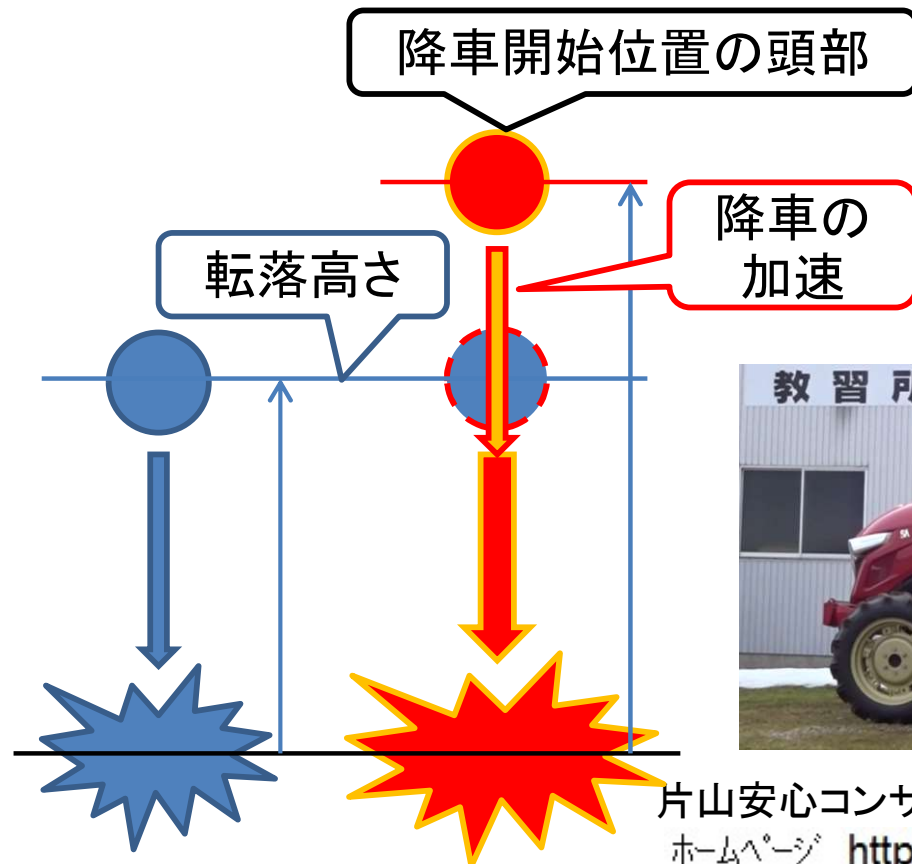 降車開始位置の頭部
降車の
加速
転落高さ
教習
片山安心コンサ
ホームページ http